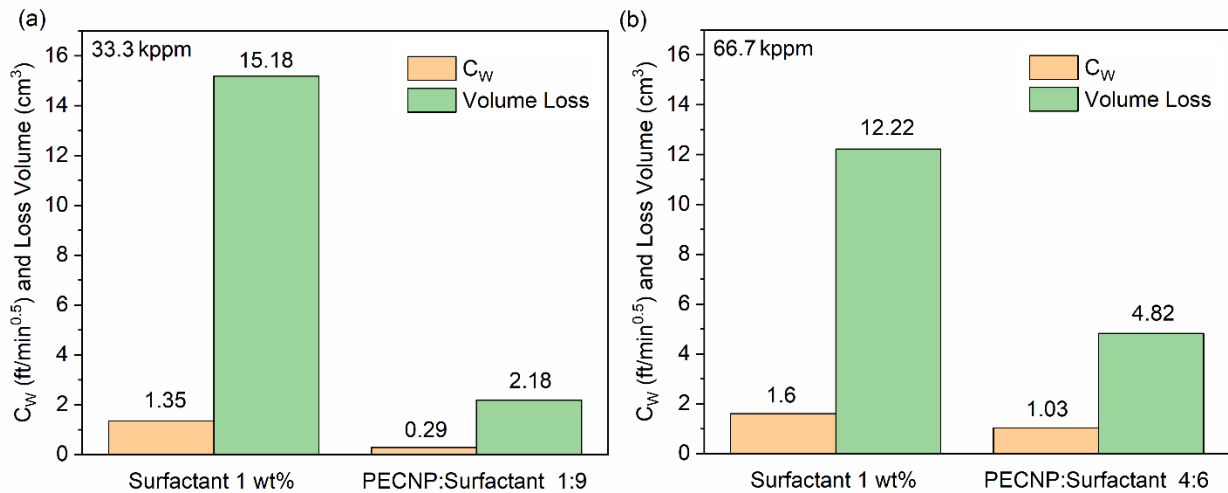 (a)
33.3 kppm
C_W
Volume Loss
C_W (ft/min^0.5) and Loss Volume (cm^3)
16
14
12
10
8
6
4
2
0
15.18
1.35
0.29
2.18
Surfactant 1 wt%
PECNP:Surfactant 1:9
(b)
66.7 kppm
C_W
Volume Loss
C_W (ft/min^0.5) and Loss Volume (cm^3)
16
14
12
10
8
6
4
2
0
12.22
1.6
1.03
4.82
Surfactant 1 wt%
PECNP:Surfactant 4:6